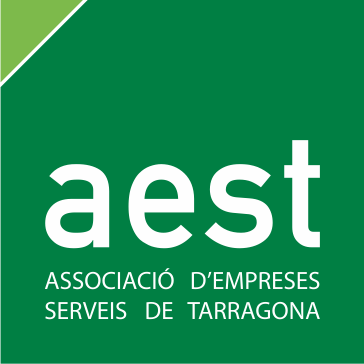 aest
ASSOCIACIÓ D'EMPRESES
SERVEIS DE TARRAGONA